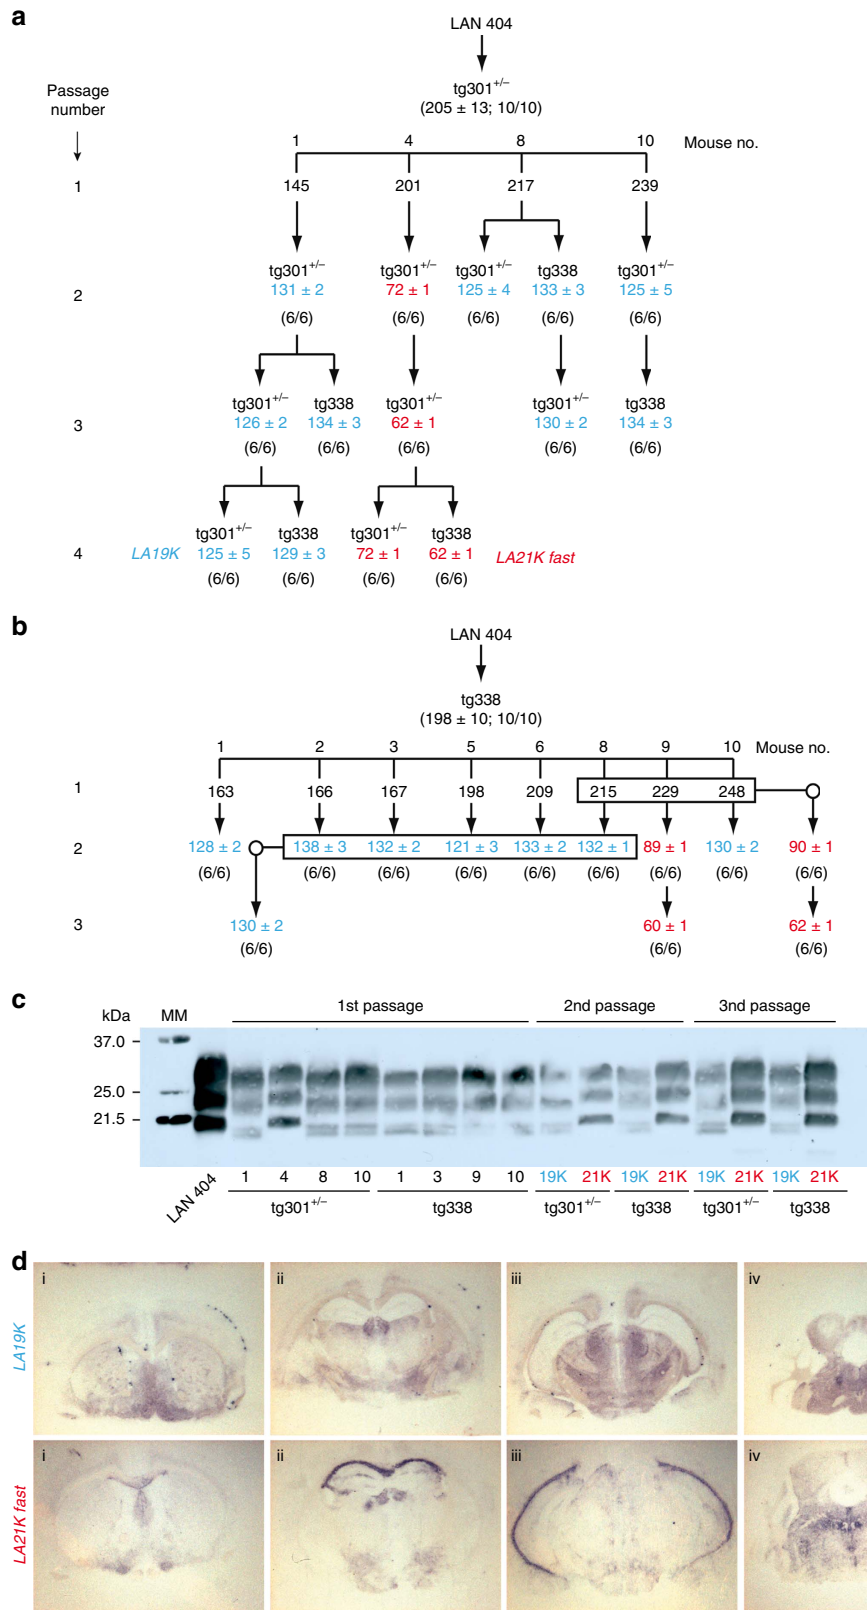 a
LAN 404
tg301+/–
(205 ± 13; 10/10)
Passage
number
1 4 8 10 Mouse no.
1 145 201 217 239
tg301+/– tg301+/– tg301+/– tg338 tg301+/–
2 131 ± 2 72 ± 1 125 ± 4 133 ± 3 125 ± 5
(6/6) (6/6) (6/6) (6/6) (6/6)
tg301+/– tg338 tg301+/– tg301+/– tg338
3 126 ± 2 134 ± 3 62 ± 1 130 ± 2 134 ± 3
(6/6) (6/6) (6/6) (6/6) (6/6)
tg301+/– tg338 tg301+/– tg338
4 LA19K 125 ± 5 129 ± 3 72 ± 1 62 ± 1 LA21K fast
(6/6) (6/6) (6/6) (6/6)
b
LAN 404
tg338
(198 ± 10; 10/10)
1 2 3 5 6 8 9 10 Mouse no.
1 163 166 167 198 209 215 229 248
2 128 ± 2 138 ± 3 132 ± 2 121 ± 3 133 ± 2 132 ± 1 89 ± 1 130 ± 2 90 ± 1
(6/6) (6/6) (6/6) (6/6) (6/6) (6/6) (6/6) (6/6) (6/6)
3 130 ± 2 60 ± 1 62 ± 1
(6/6) (6/6) (6/6)
c
kDa MM 1st passage 2nd passage 3nd passage
37.0
25.0
21.5
LAN 404 1 4 8 10 1 3 9 10 19K 21K 19K 21K 19K 21K 19K 21K
tg301+/– tg338 tg301+/– tg338 tg301+/– tg338
d
LA19K i ii iii iv
LA21K fast i ii iii iv